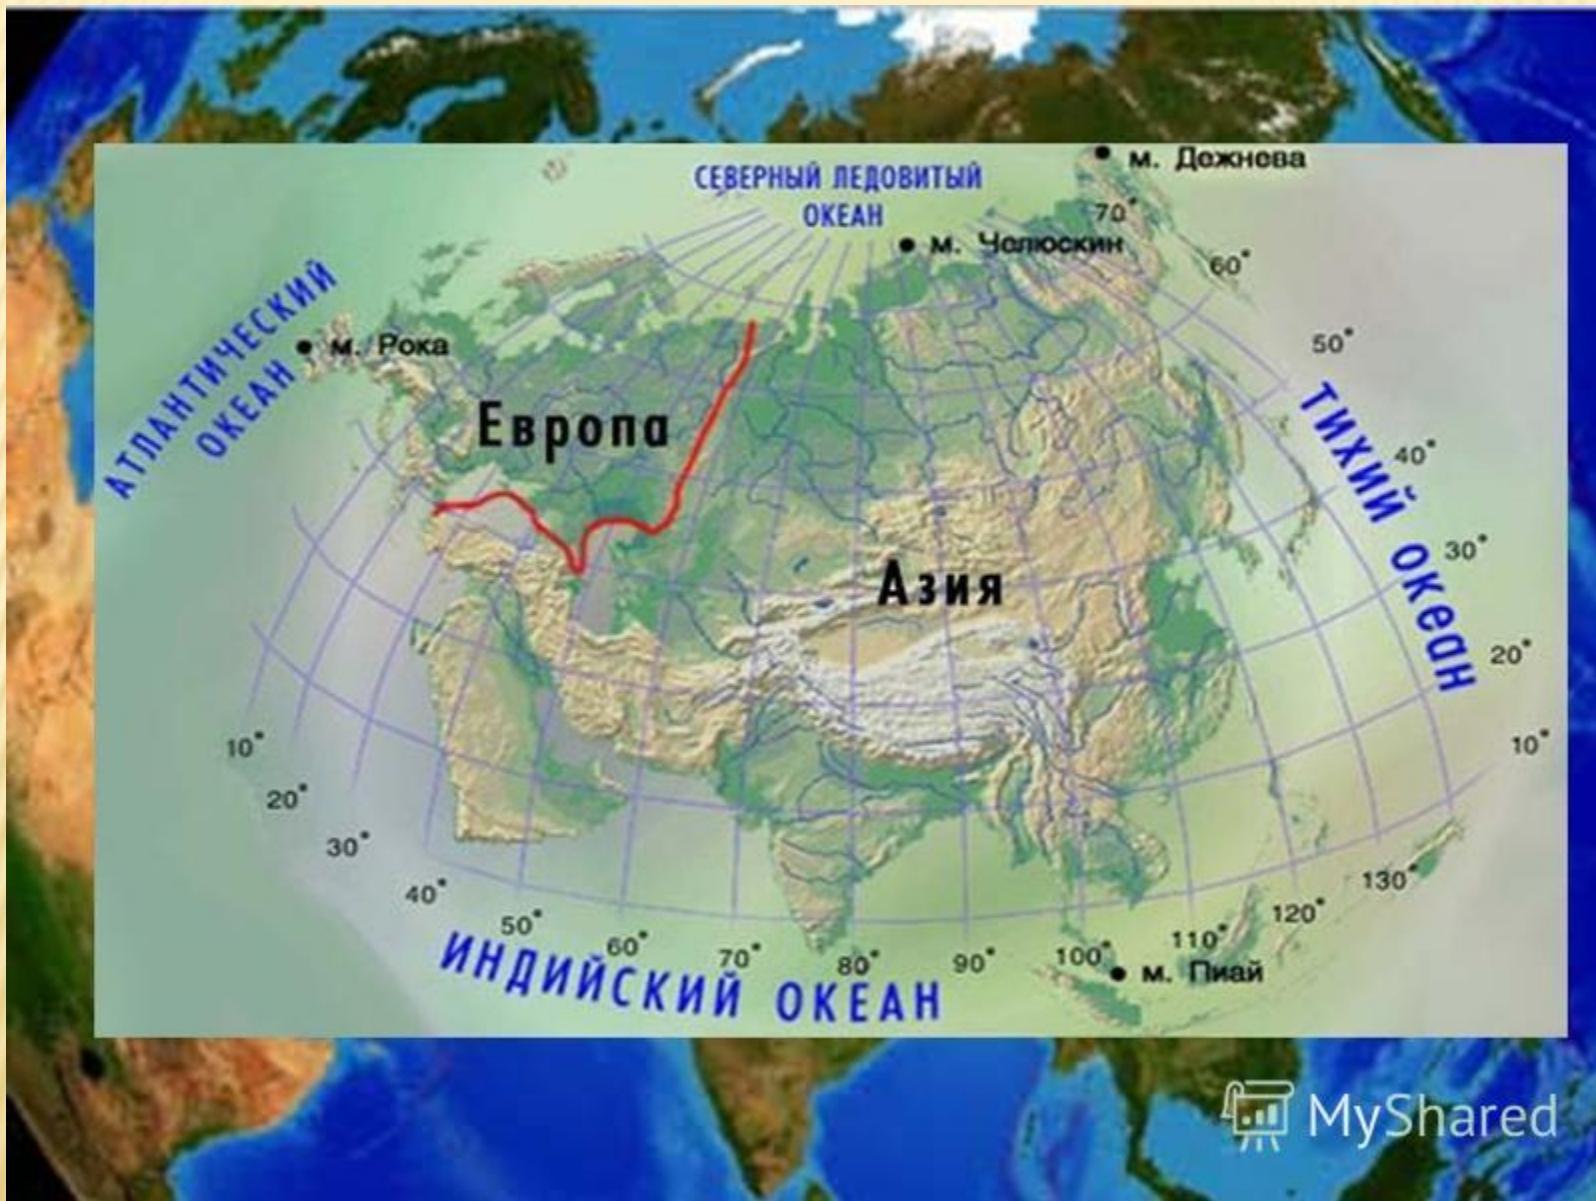 м. Дежнева
СЕВЕРНЫЙ ЛЕДОВИТЫЙ
ОКЕАН
70°
м. Челюскин
60°
АТЛАНТИЧЕСКИЙ
ОКЕАН
м. Рока
50°
Европа
ТИХИЙ ОКеан
40°
30°
Азия
20°
10°
10°
20°
30°
40°
50°
60°
70°
80°
90°
100°
110°
120°
130°
м. Пиай
ИНДИЙСКИЙ ОКЕАН
MyShared